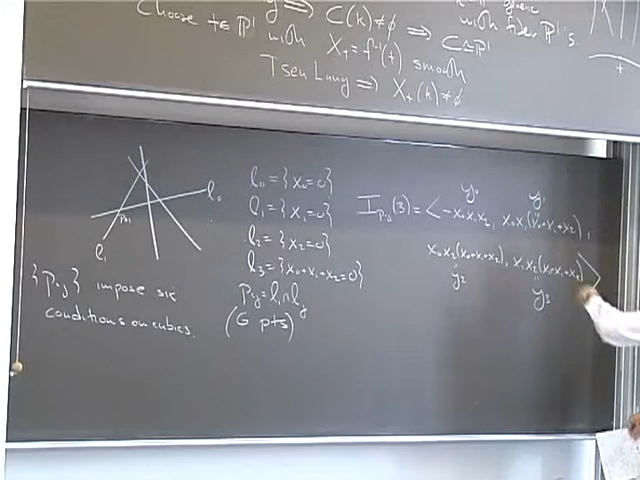 ⟹ C(k)≠∅ ⟹
Choose t∈ℙ¹ with C≅ℙ¹ with fiber ℙ¹'s.
X_t = f⁻¹(t) smooth
Tsen Lang ⟹ X_t(k)≠∅
l₀
l₁
l₀ = {x₀=0}
l₁ = {x₁=0}
l₂ = {x₂=0}
l₃ = {x₀+x₁+x₂=0}
P_ij = l_i ∩ l_j
(6 pts)
{P_ij} impose six
conditions on cubics.
y₀ y₁
I_{P_ij}(3) = < -x₀x₁x₂, x₀x₁(x₀+x₁+x₂),
x₀x₂(x₀+x₁+x₂), x₁x₂(x₀+x₁+x₂) >
y₂ y₃